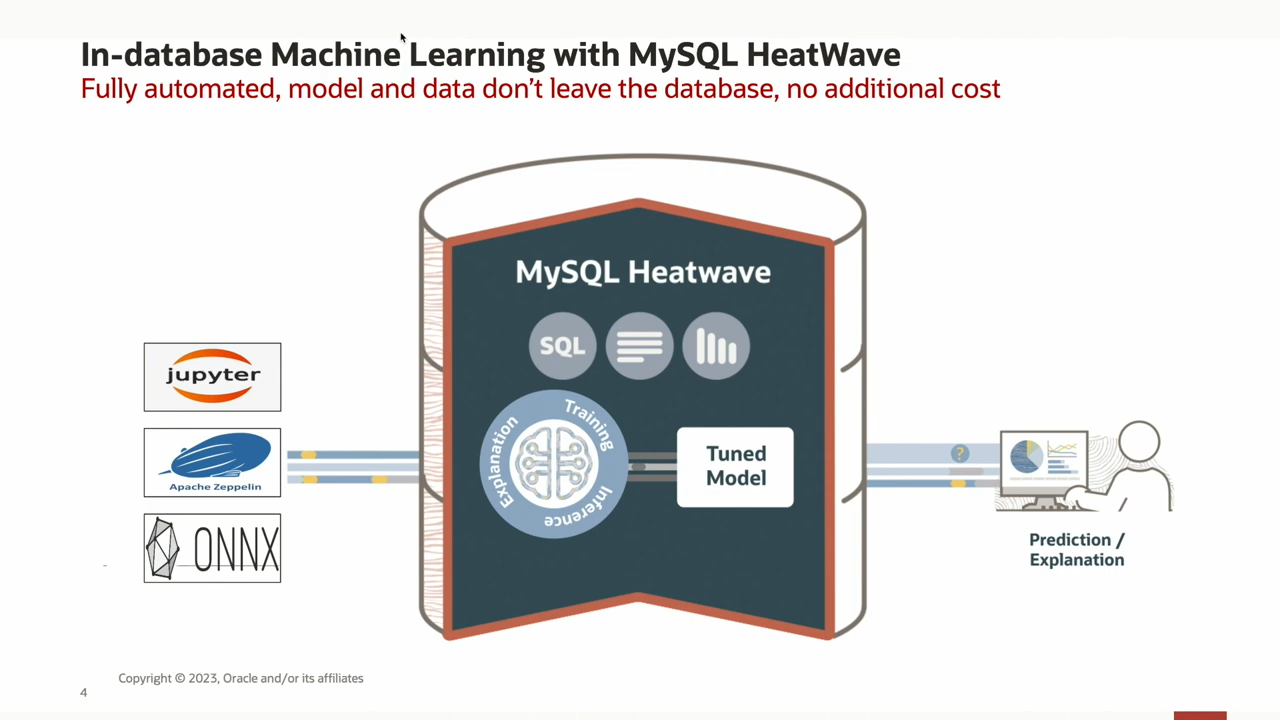 In-database Machine Learning with MySQL HeatWave
Fully automated, model and data don’t leave the database, no additional cost
MySQL Heatwave
SQL
jupyter
Apache Zeppelin
ONNX
Explanation
Training
Inference
Tuned
Model
?
Prediction /
Explanation
Copyright © 2023, Oracle and/or its affiliates
4